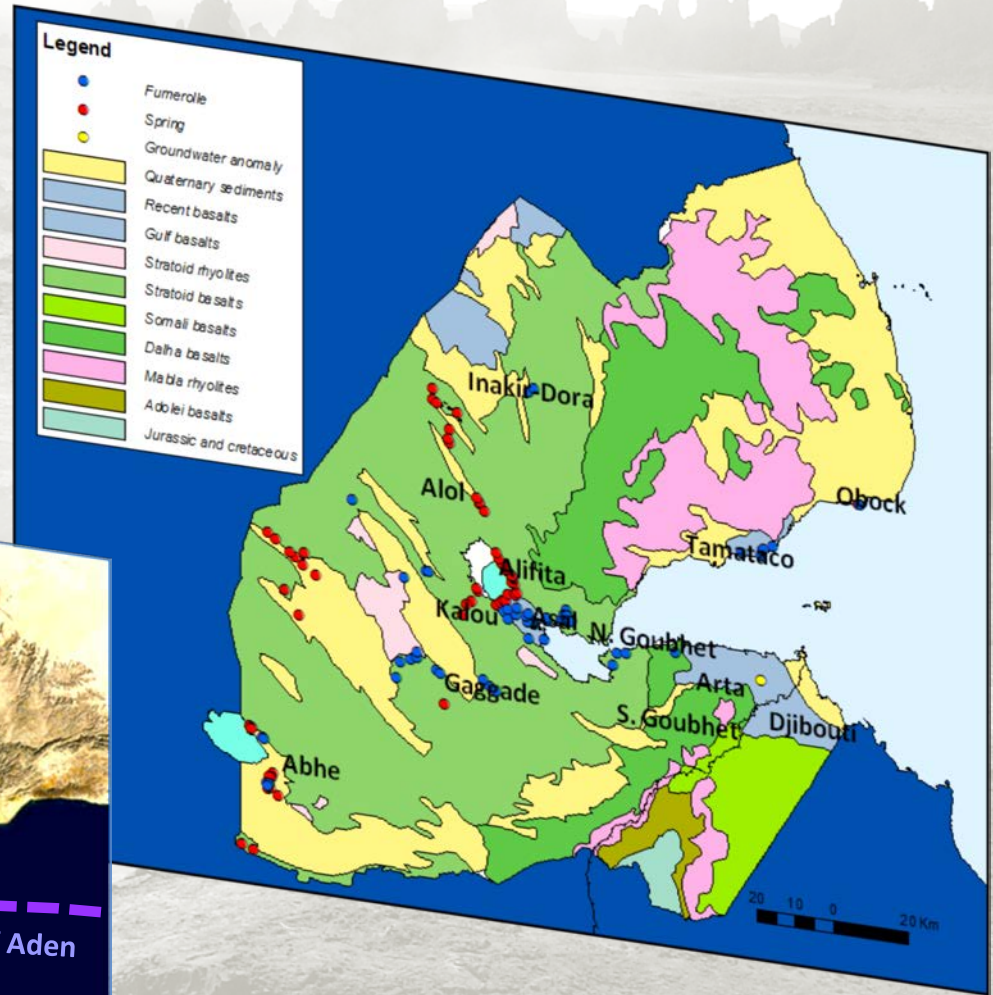 Legend
Fumerolle
Spring
Groundwater anomaly
Quaternary sediments
Recent basalts
Gulf basalts
Stratoid rhyolites
Stratoid basalts
Somali basalts
Dalha basalts
Mabla rhyolites
Adolei basalts
Jurassic and cretaceous
Inakir-Dora
Alol
Obock
Tamataco
Alifita
Kalou
Asal
N. Goubhet
Gaggade
Arta
S. Goubhet
Djibouti
Abhe
20 10 0 20 Km
Aden